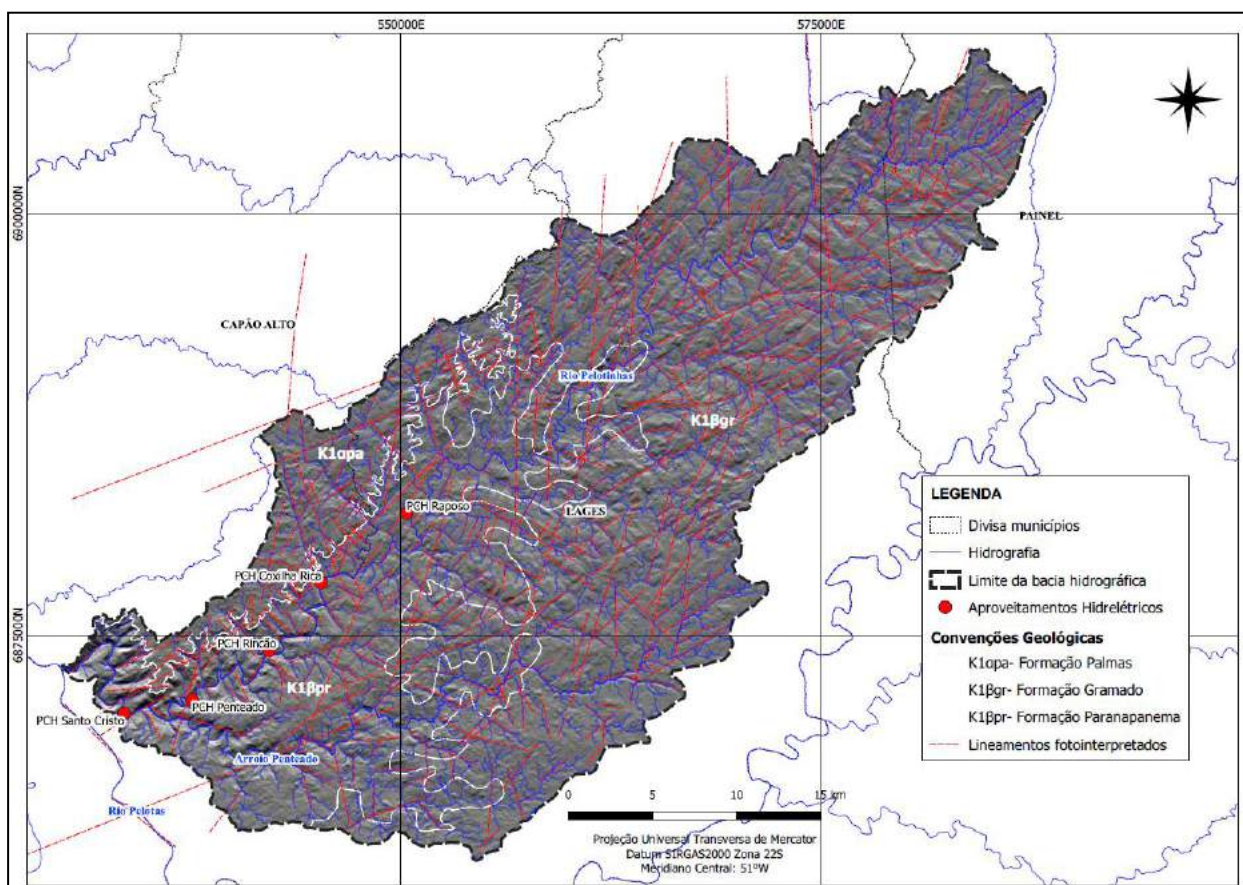 550000E
575000E
6900000N
PAINEL
CAPÃO ALTO
Rio Pelotinhas
K1βgr
K1αpa
PCH Raposo
LAGES
PCH Coxilha Rica
6875000N
PCH Rincão
K1βpr
PCH Penteado
PCH Santo Cristo
Arroio Penteado
Rio Pelotas
LEGENDA
Divisa municípios
Hidrografia
Limite da bacia hidrográfica
Aproveitamentos Hidrelétricos
Convenções Geológicas
K1αpa- Formação Palmas
K1βgr- Formação Gramado
K1βpr- Formação Paranapanema
Lineamentos fotointerpretados
0 5 10 15 km
Projeção Universal Transversa de Mercator
Datum SIRGAS2000 Zona 22S
Meridiano Central: 51ºW